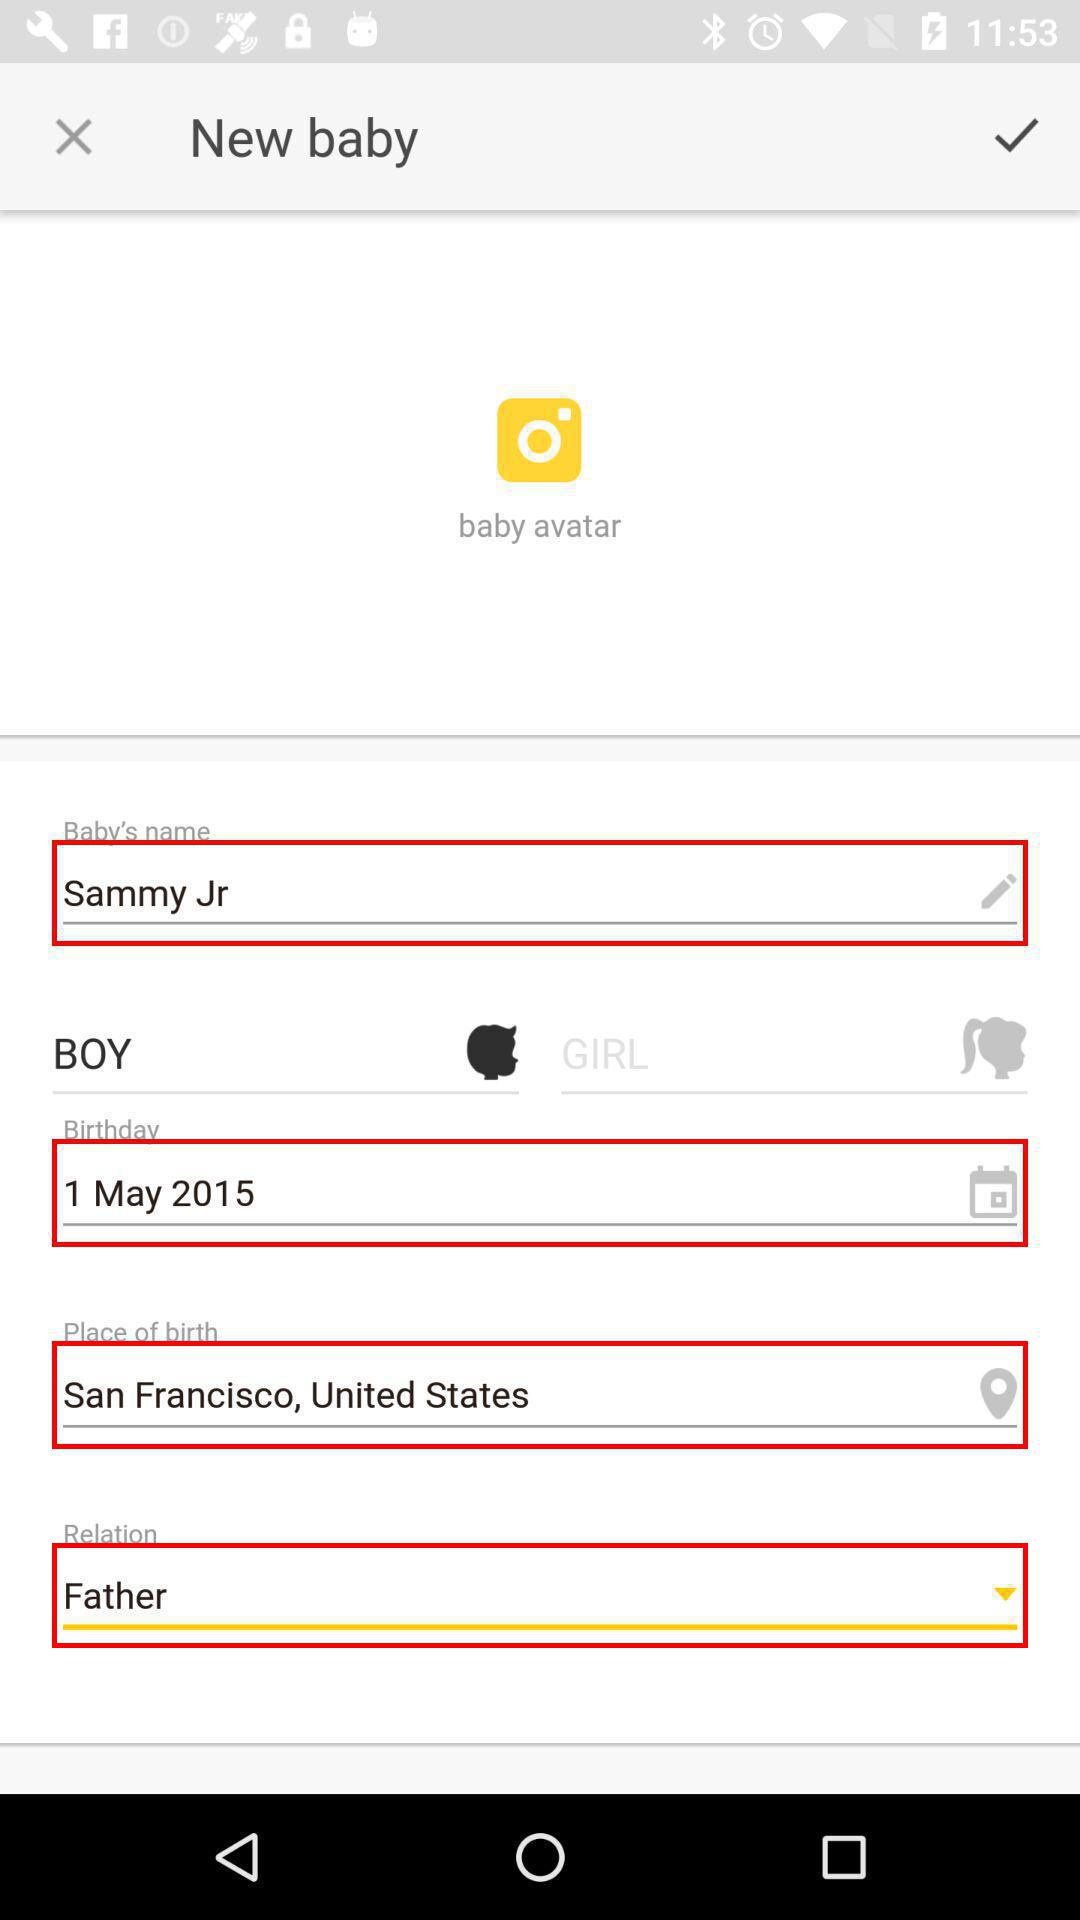 FAKE
11:53
New baby
baby avatar
Baby’s name
Sammy Jr
BOY
GIRL
Birthday
1 May 2015
Place of birth
San Francisco, United States
Relation
Father